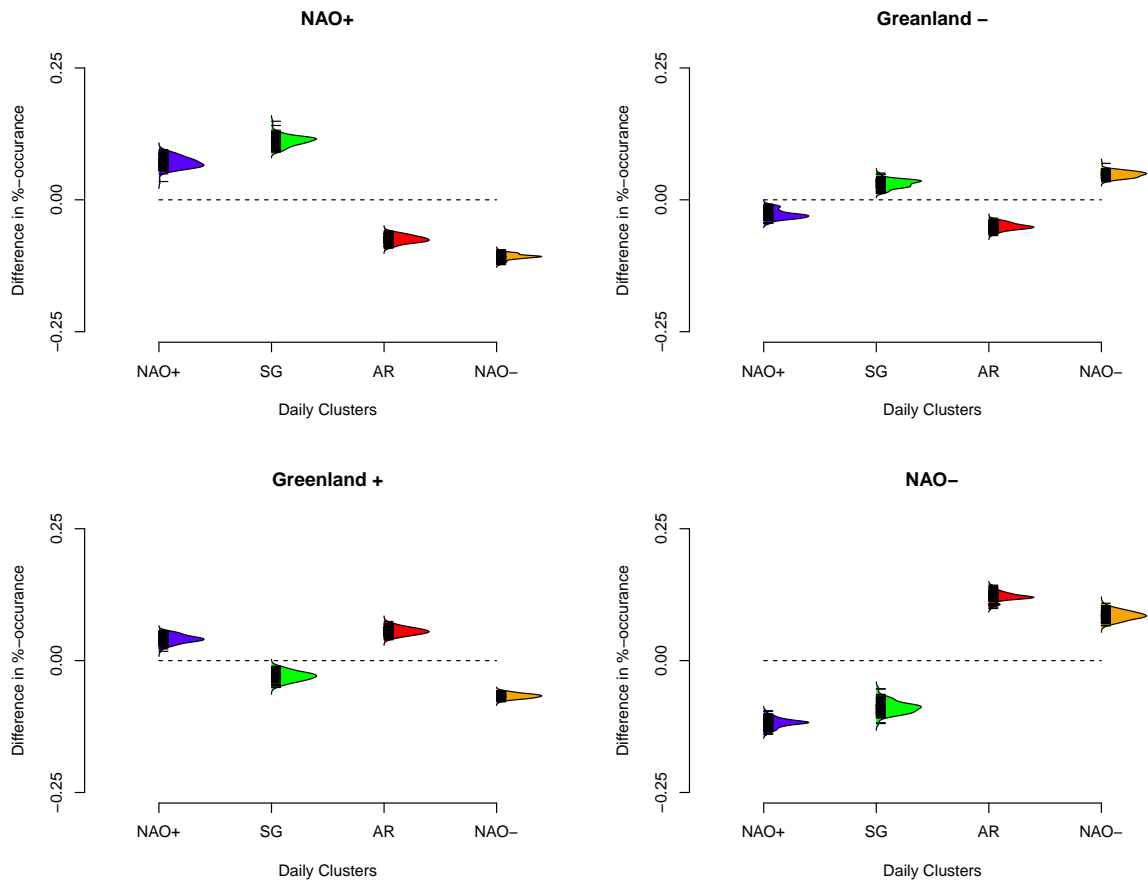 NAO+
Difference in %−occurance
0.25
0.00
−0.25
NAO+ SG AR NAO−
Daily Clusters
Greanland −
Difference in %−occurance
0.25
0.00
−0.25
NAO+ SG AR NAO−
Daily Clusters
Greenland +
Difference in %−occurance
0.25
0.00
−0.25
NAO+ SG AR NAO−
Daily Clusters
NAO−
Difference in %−occurance
0.25
0.00
−0.25
NAO+ SG AR NAO−
Daily Clusters